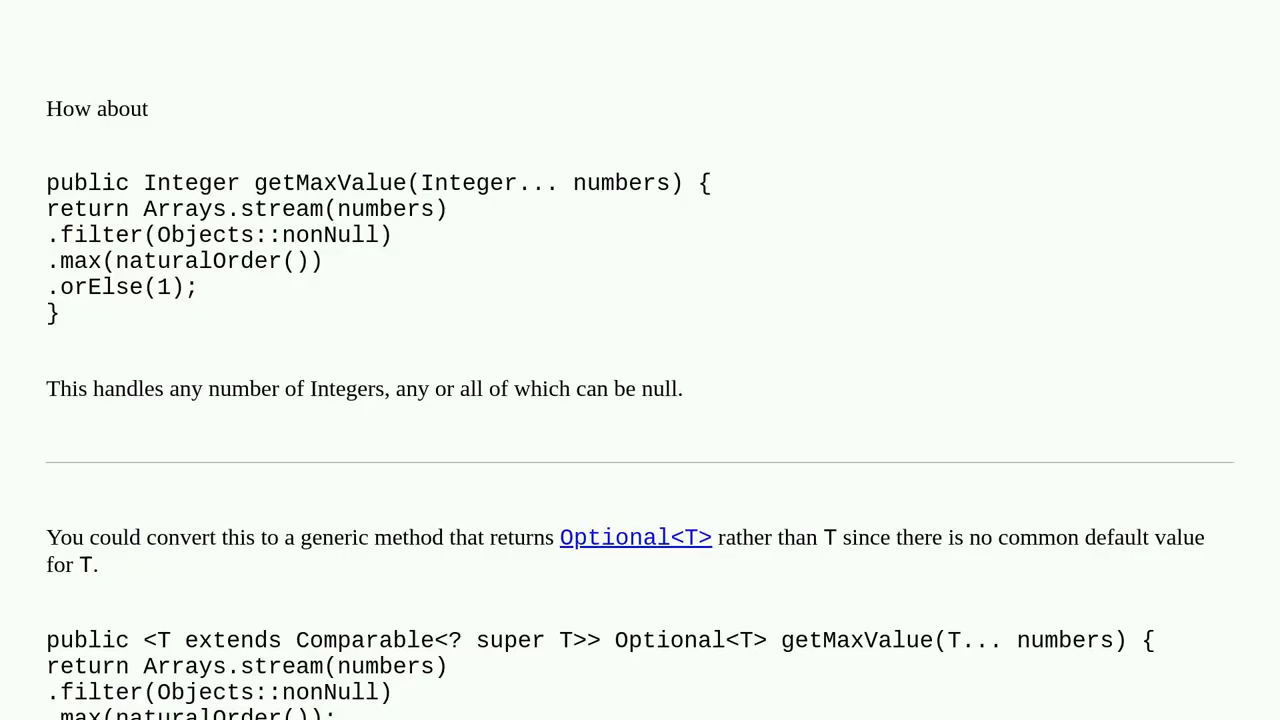 How about
public Integer getMaxValue(Integer... numbers) {
return Arrays.stream(numbers)
.filter(Objects::nonNull)
.max(naturalOrder())
.orElse(1);
}
This handles any number of Integers, any or all of which can be null.
You could convert this to a generic method that returns Optional<T> rather than T since there is no common default value
for T.
public <T extends Comparable<? super T>> Optional<T> getMaxValue(T... numbers) {
return Arrays.stream(numbers)
.filter(Objects::nonNull)
.max(naturalOrder());